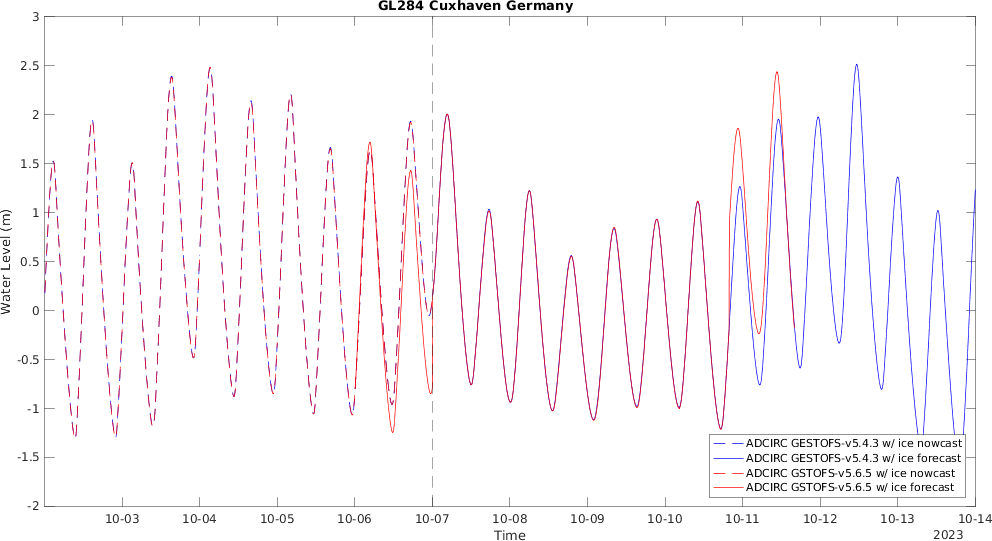 GL284 Cuxhaven Germany
3
2.5
2
1.5
1
0.5
0
-0.5
-1
-1.5
-2
Water Level (m)
10-03 10-04 10-05 10-06 10-07 10-08 10-09 10-10 10-11 10-12 10-13 10-14
Time
2023
ADCIRC GESTOFS-v5.4.3 w/ ice nowcast
ADCIRC GESTOFS-v5.4.3 w/ ice forecast
ADCIRC GSTOFS-v5.6.5 w/ ice nowcast
ADCIRC GSTOFS-v5.6.5 w/ ice forecast